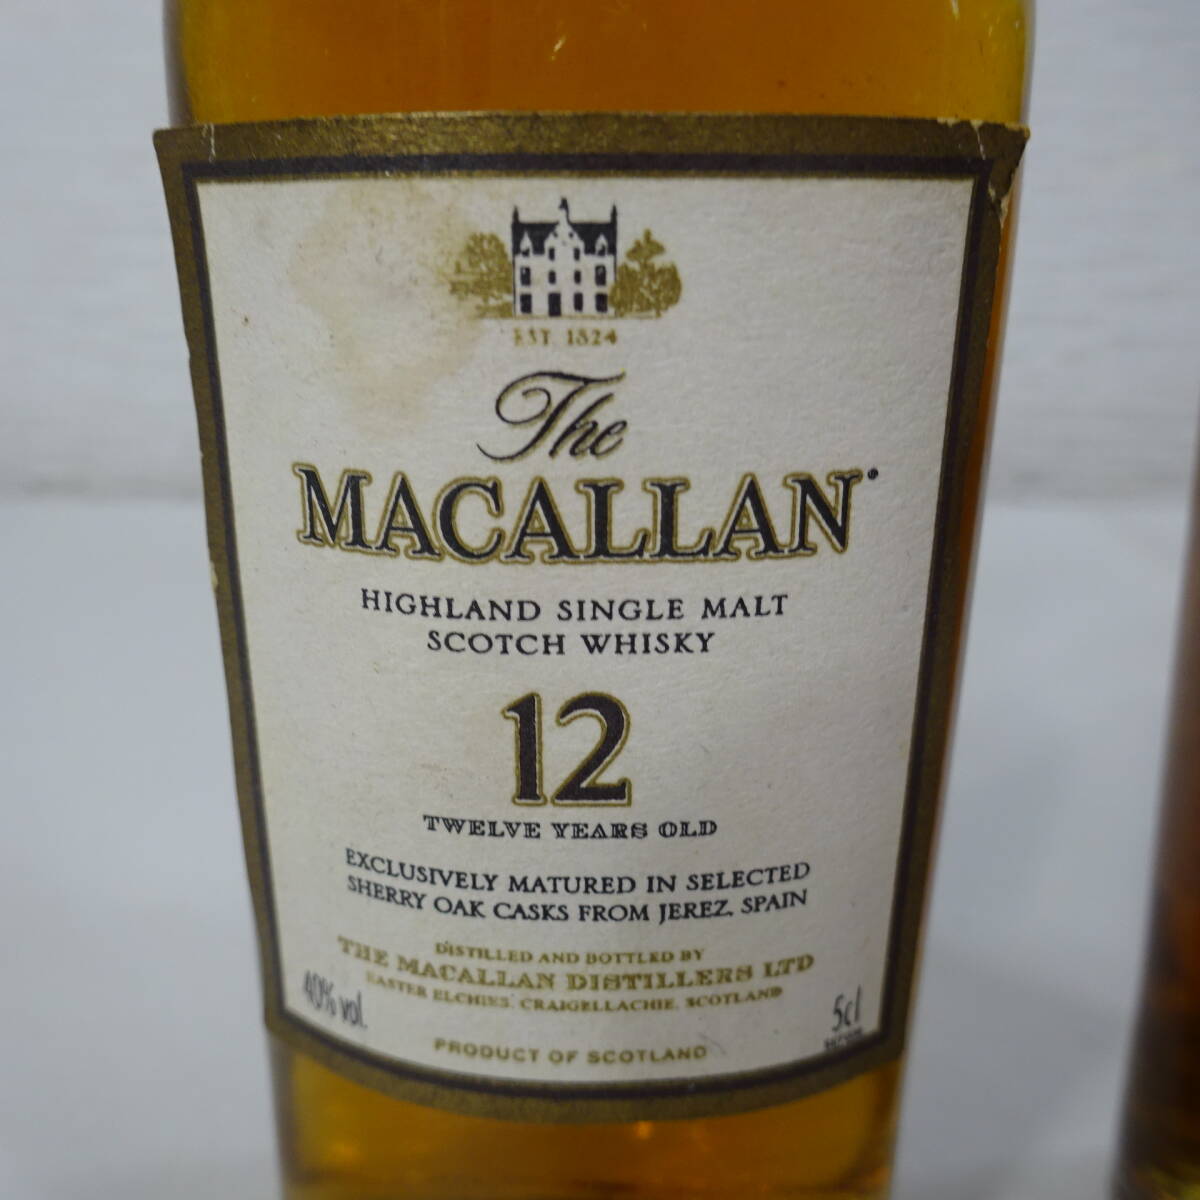 EST. 1824
The
MACALLAN
HIGHLAND SINGLE MALT
SCOTCH WHISKY
12
TWELVE YEARS OLD
EXCLUSIVELY MATURED IN SELECTED
SHERRY OAK CASKS FROM JEREZ, SPAIN
DISTILLED AND BOTTLED BY
THE MACALLAN DISTILLERS LTD
EASTER ELCHIES, CRAIGELLACHIE, SCOTLAND
40% vol.
5cl
PRODUCT OF SCOTLAND